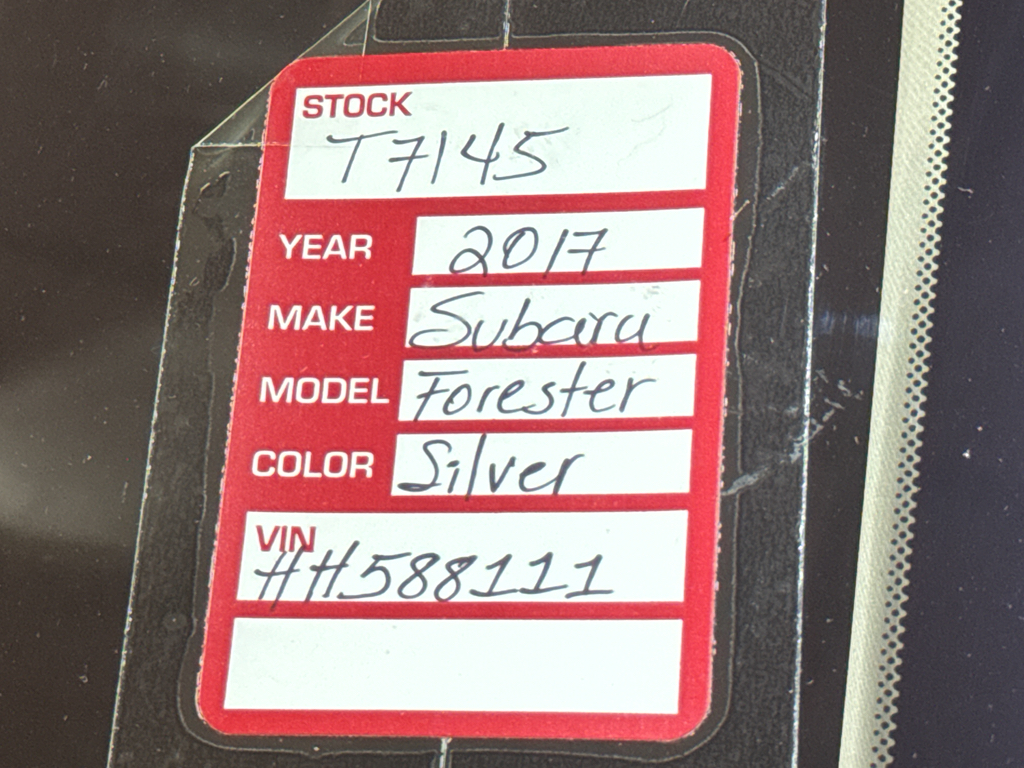 STOCK
T7145
YEAR 2017
MAKE Subaru
MODEL Forester
COLOR Silver
VIN
HH588111